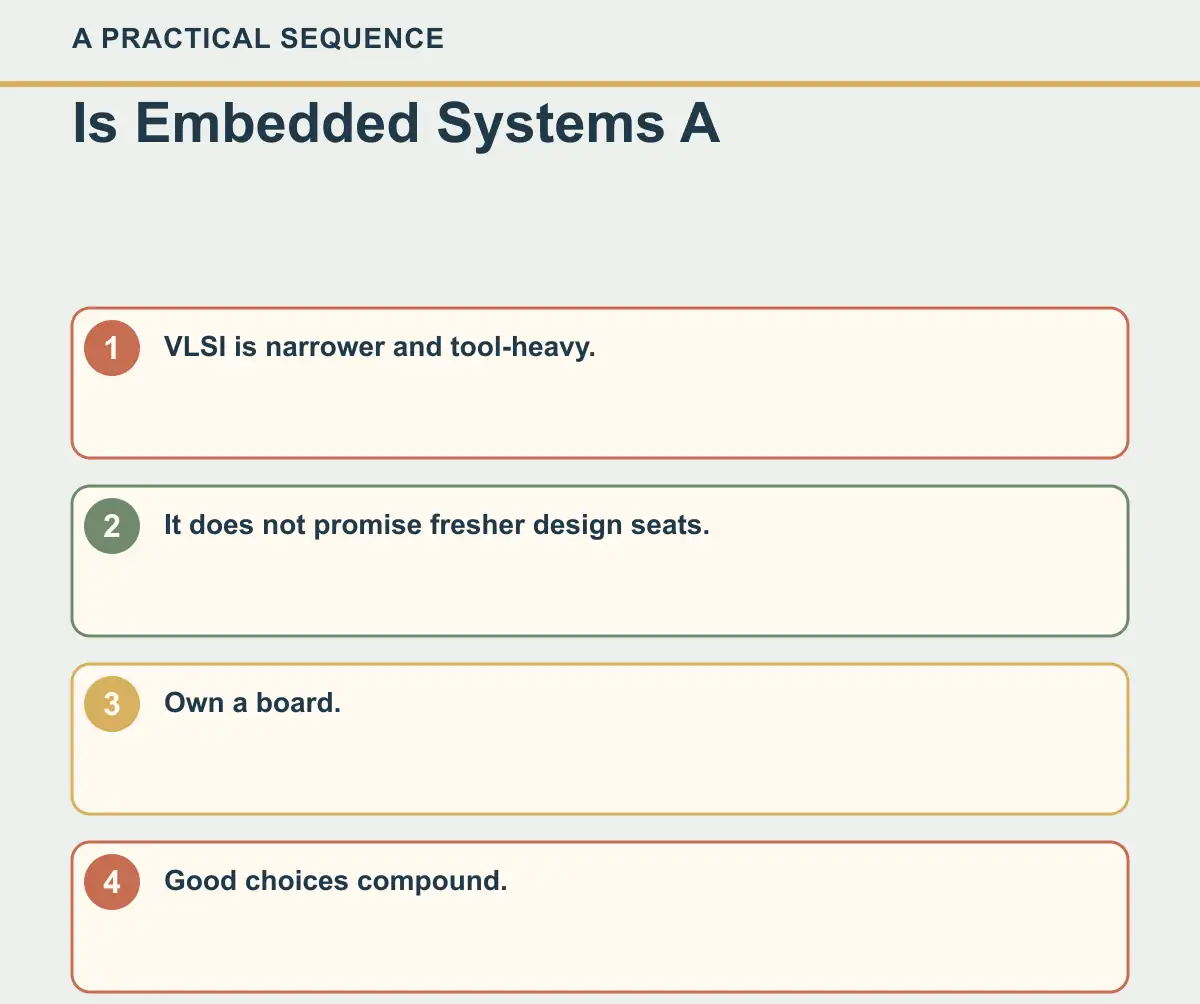 A PRACTICAL SEQUENCE
Is Embedded Systems A
1 VLSI is narrower and tool-heavy.
2 It does not promise fresher design seats.
3 Own a board.
4 Good choices compound.